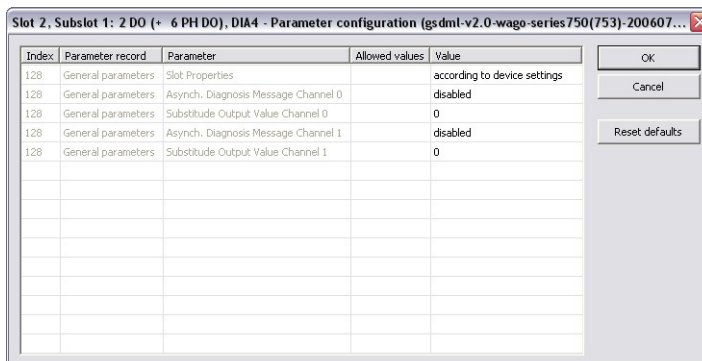 Slot 2, Subslot 1: 2 DO (+ 6 PH DO), DIA4 - Parameter configuration (gsdml-v2.0-wago-series750(753)-200607...
Index Parameter record Parameter Allowed values Value
128 General parameters Slot Properties according to device settings
128 General parameters Asynch. Diagnosis Message Channel 0 disabled
128 General parameters Substitude Output Value Channel 0 0
128 General parameters Asynch. Diagnosis Message Channel 1 disabled
128 General parameters Substitude Output Value Channel 1 0
OK
Cancel
Reset defaults